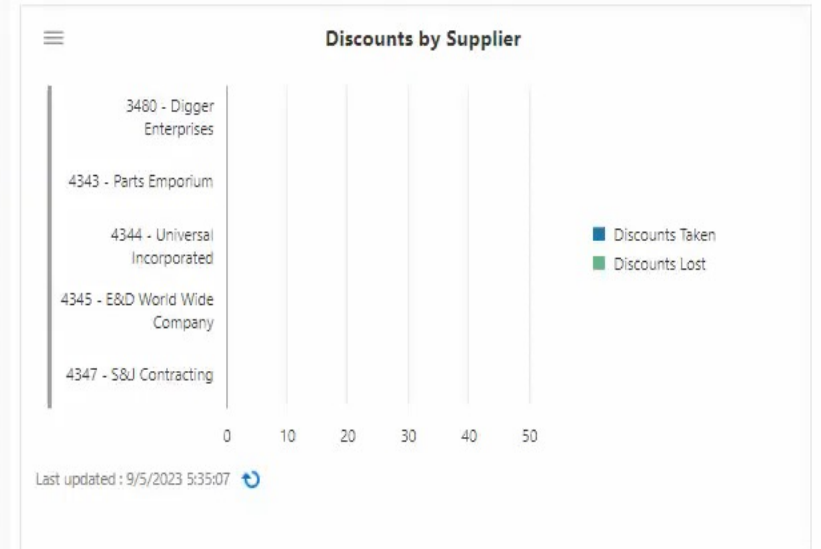 Discounts by Supplier
3480 - Digger
Enterprises
4343 - Parts Emporium
4344 - Universal
Incorporated
4345 - E&D World Wide
Company
4347 - S&J Contracting
Discounts Taken
Discounts Lost
0 10 20 30 40 50
Last updated : 9/5/2023 5:35:07